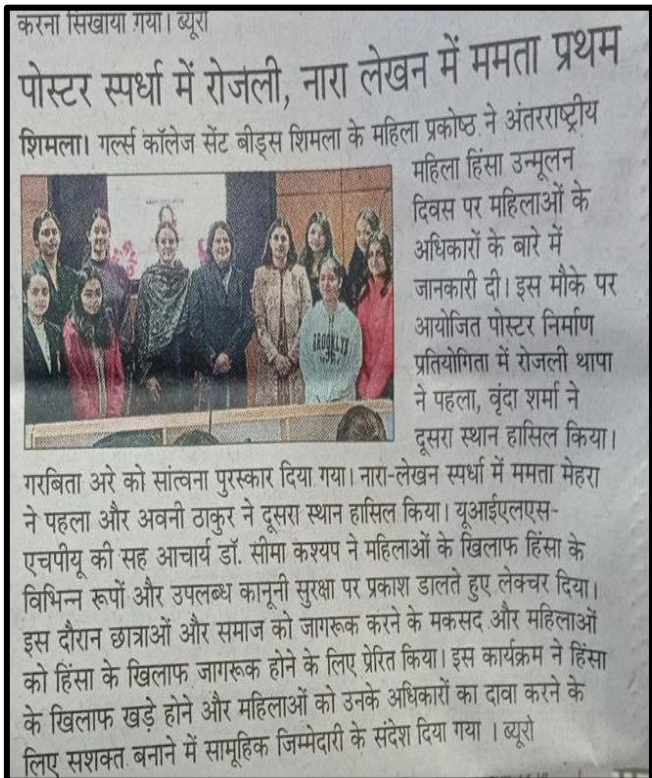 करना सिखाया गया। ब्यूरो
पोस्टर स्पर्धा में रोजली, नारा लेखन में ममता प्रथम
शिमला। गर्ल्स कॉलेज सेंट बीड्स शिमला के महिला प्रकोष्ठ ने अंतरराष्ट्रीय
महिला हिंसा उन्मूलन
दिवस पर महिलाओं के
अधिकारों के बारे में
जानकारी दी। इस मौके पर
आयोजित पोस्टर निर्माण
प्रतियोगिता में रोजली थापा
ने पहला, वृंदा शर्मा ने
दूसरा स्थान हासिल किया।
BROOKLYN
गरबिता अरे को सांत्वना पुरस्कार दिया गया। नारा-लेखन स्पर्धा में ममता मेहरा
ने पहला और अवनी ठाकुर ने दूसरा स्थान हासिल किया। यूआईएलएस-
एचपीयू की सह आचार्य डॉ. सीमा कश्यप ने महिलाओं के खिलाफ हिंसा के
विभिन्न रूपों और उपलब्ध कानूनी सुरक्षा पर प्रकाश डालते हुए लेक्चर दिया।
इस दौरान छात्राओं और समाज को जागरूक करने के मकसद और महिलाओं
को हिंसा के खिलाफ जागरूक होने के लिए प्रेरित किया। इस कार्यक्रम ने हिंसा
के खिलाफ खड़े होने और महिलाओं को उनके अधिकारों का दावा करने के
लिए सशक्त बनाने में सामूहिक जिम्मेदारी के संदेश दिया गया । ब्यूरो